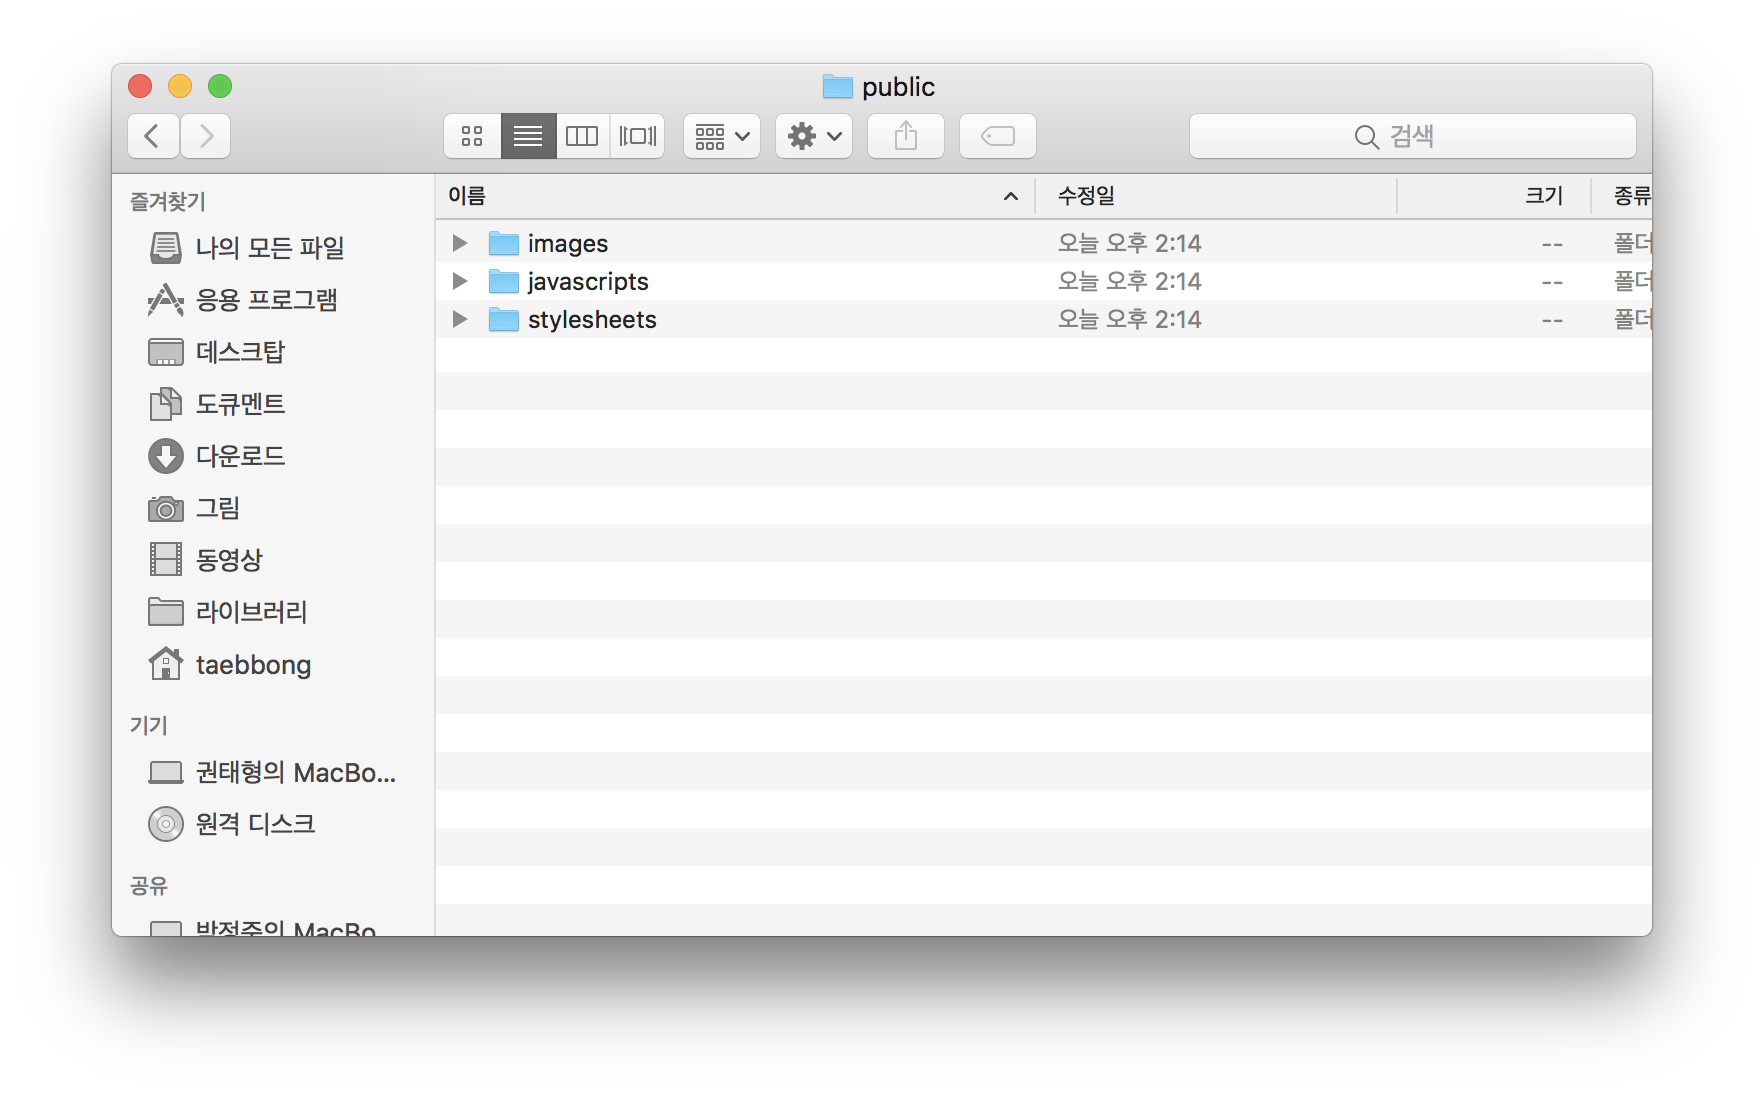 public
검색
즐겨찾기
나의 모든 파일
응용 프로그램
데스크탑
도큐멘트
다운로드
그림
동영상
라이브러리
taebbong
기기
권태형의 MacBo...
원격 디스크
공유
MacBo
이름 수정일 크기 종류
images 오늘 오후 2:14 -- 폴더
javascripts 오늘 오후 2:14 -- 폴더
stylesheets 오늘 오후 2:14 -- 폴더